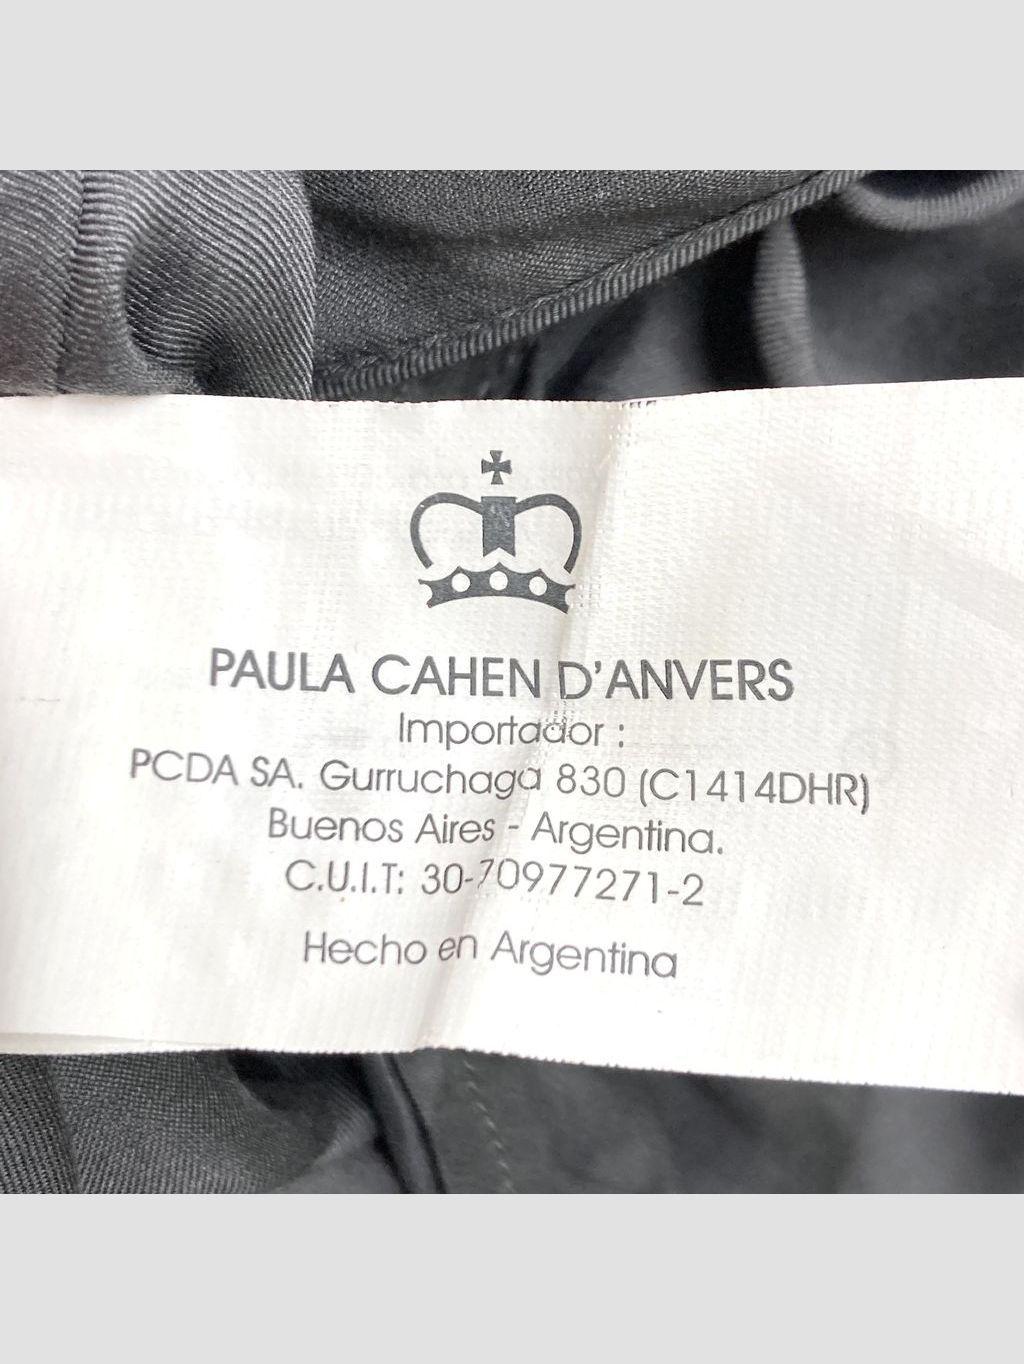 PAULA CAHEN D'ANVERS
Importador :
PCDA SA. Gurruchaga 830 (C1414DHR)
Buenos Aires - Argentina.
C.U.I.T: 30-70977271-2
Hecho en Argentina